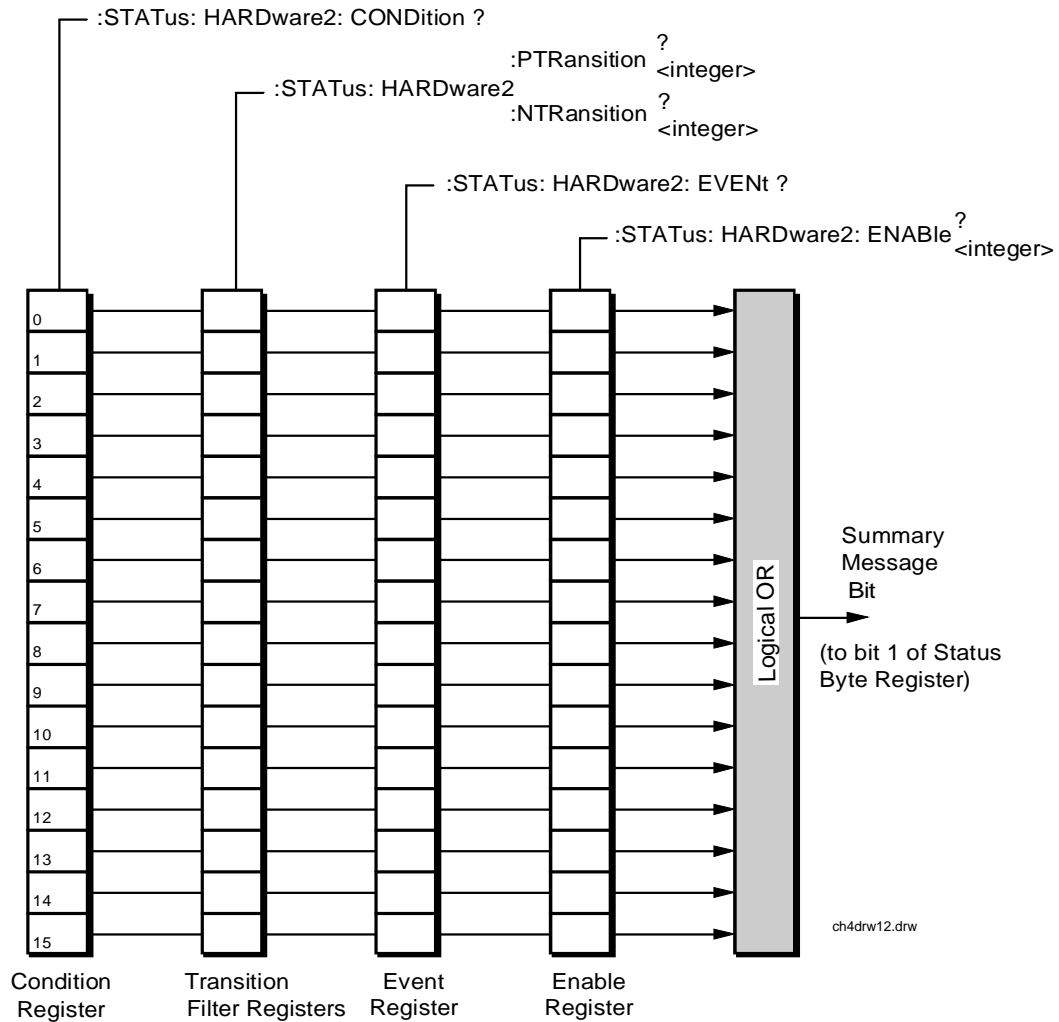 :STATus: HARDware2: CONDition ?
:PTRansition ?
<integer>
:STATus: HARDware2
:NTRansition ?
<integer>
:STATus: HARDware2: EVENt ?
:STATus: HARDware2: ENABle ?
<integer>
0
1
2
3
4
5
6
7
8
9
10
11
12
13
14
15
Logical OR
Summary
Message
Bit
(to bit 1 of Status
Byte Register)
ch4drw12.drw
Condition
Register
Transition
Filter Registers
Event
Register
Enable
Register